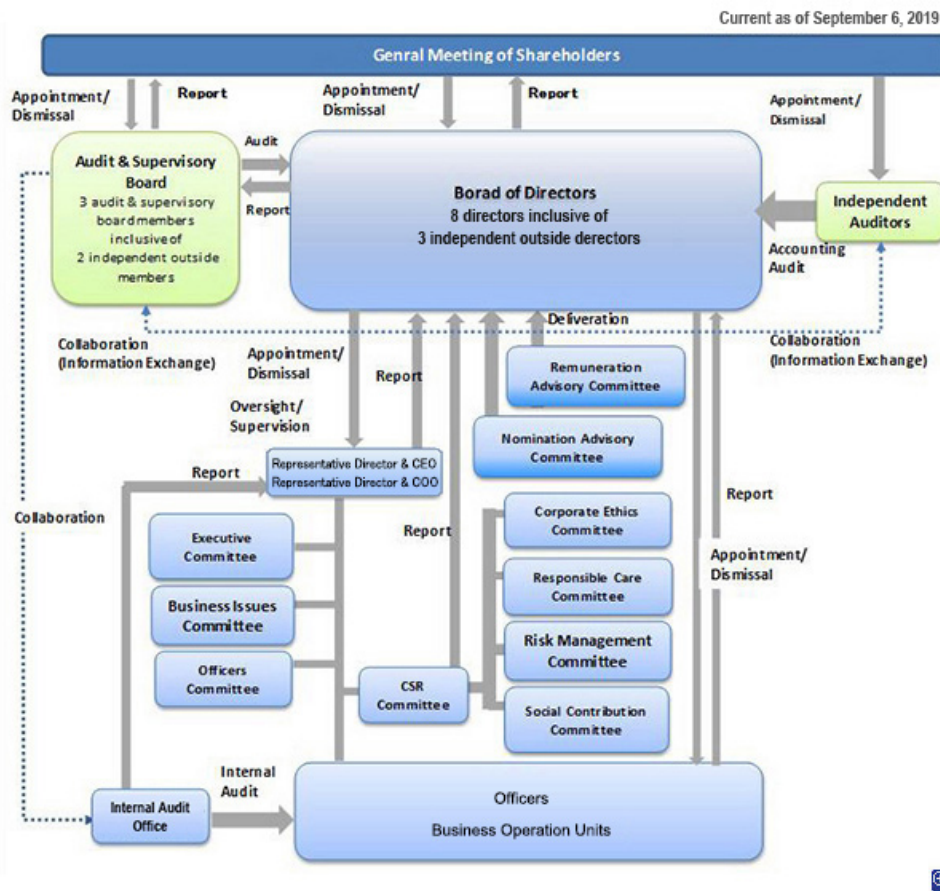 Current as of September 6, 2019
Genral Meeting of Shareholders
Appointment/
Dismissal
Report
Appointment/
Dismissal
Report
Appointment/
Dismissal
Audit & Supervisory
Board
3 audit & supervisory
board members
inclusive of
2 independent outside
members
Audit
Report
Borad of Directors
8 directors inclusive of
3 independent outside derectors
Independent
Auditors
Accounting
Audit
Collaboration
(Information Exchange)
Deliveration
Collaboration
(Information Exchange)
Appointment/
Dismissal
Oversight/
Supervision
Report
Remuneration
Advisory Committee
Nomination Advisory
Committee
Report
Representative Director & CEO
Representative Director & COO
Report
Collaboration
Report
Appointment/
Dismissal
Executive
Committee
Business Issues
Committee
Officers
Committee
CSR
Committee
Corporate Ethics
Committee
Responsible Care
Committee
Risk Management
Committee
Social Contribution
Committee
Internal
Audit
Internal Audit
Office
Officers
Business Operation Units